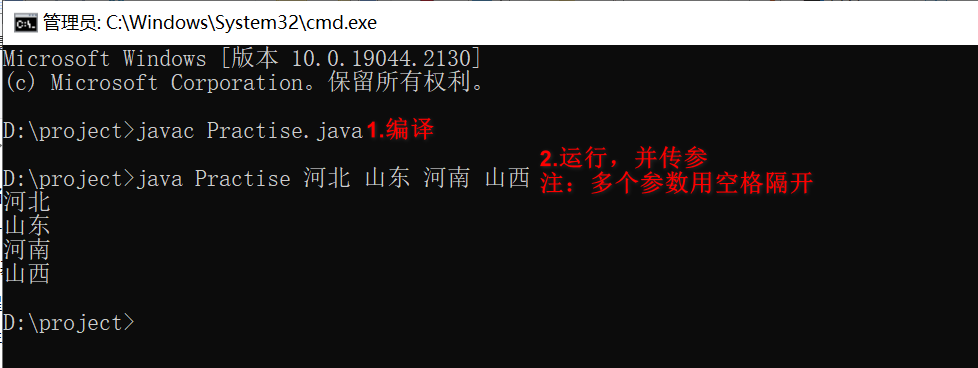 管理员: C:\Windows\System32\cmd.exe
Microsoft Windows [版本 10.0.19044.2130]
(c) Microsoft Corporation。保留所有权利。
D:\project>javac Practise.java 1.编译
2.运行，并传参
D:\project>java Practise 河北 山东 河南 山西
注：多个参数用空格隔开
河北
山东
河南
山西
D:\project>